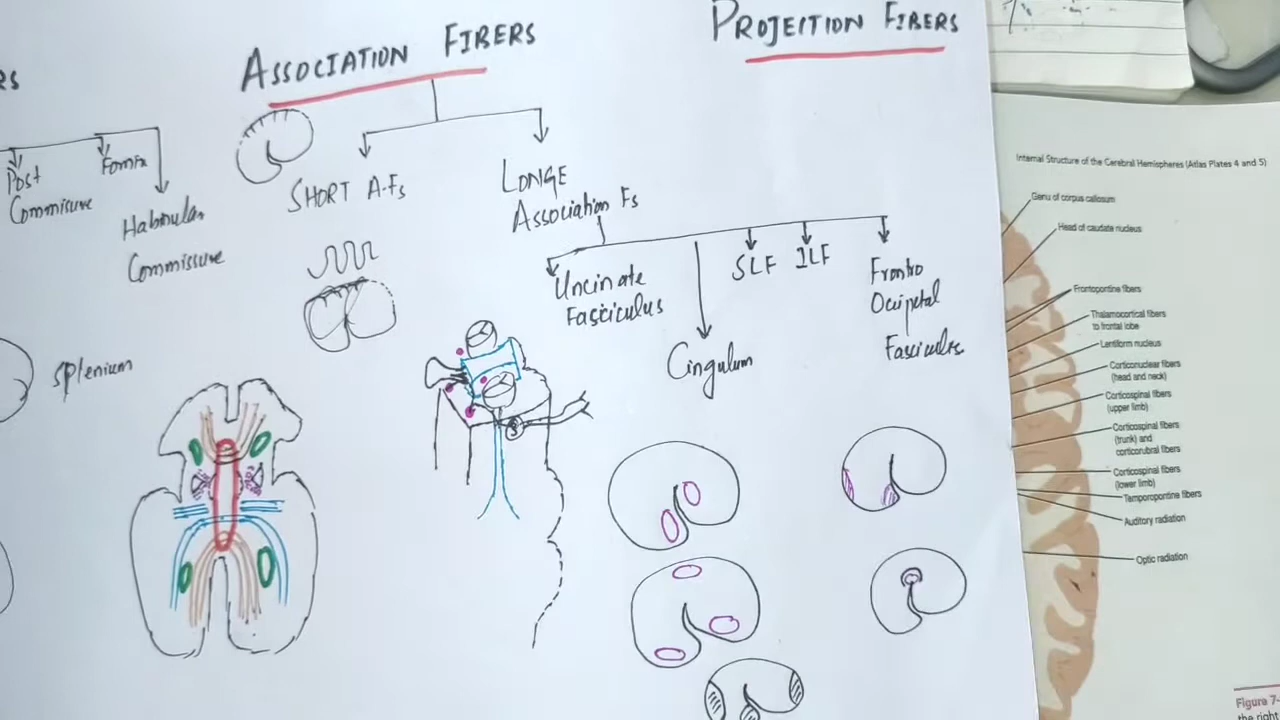 RS
ASSOCIATION FIBERS
PROJECTION FIBERS
Post
Commissure
Fornix
Habenular
Commissure
SHORT A.Fs
LONGE
Association Fs
Uncinate
Fasciculus
Cingulum
SLF
ILF
Fronto
Occipetal
Fasciculus
Splenium
Internal Structure of the Cerebral Hemispheres (Atlas Plates 4 and 5)
Genu of corpus callosum
Head of caudate nucleus
Frontopontine fibers
Thalamocortical fibers
to frontal lobe
Lentiform nucleus
Corticonuclear fibers
(head and neck)
Corticospinal fibers
(upper limb)
Corticospinal fibers
(trunk) and
corticorubral fibers
Corticospinal fibers
(lower limb)
Temporopontine fibers
Auditory radiation
Optic radiation
Figure 7-
the right